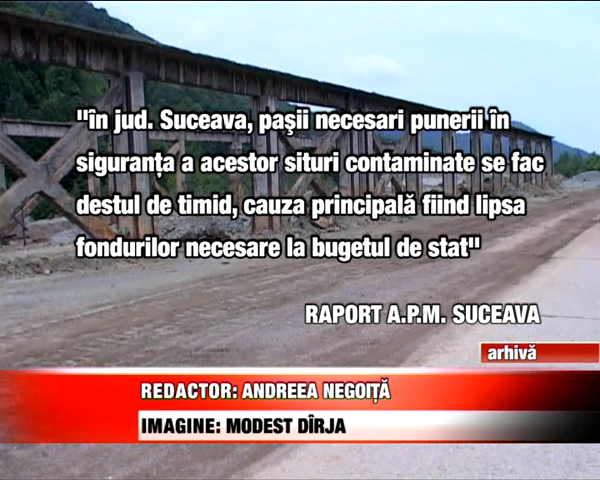 "în jud. Suceava, paşii necesari punerii în
siguranța a acestor situri contaminate se fac
destul de timid, cauza principală fiind lipsa
fondurilor necesare la bugetul de stat"
RAPORT A.P.M. SUCEAVA
arhivă
REDACTOR: ANDREEA NEGOIȚĂ
IMAGINE: MODEST DÎRJA